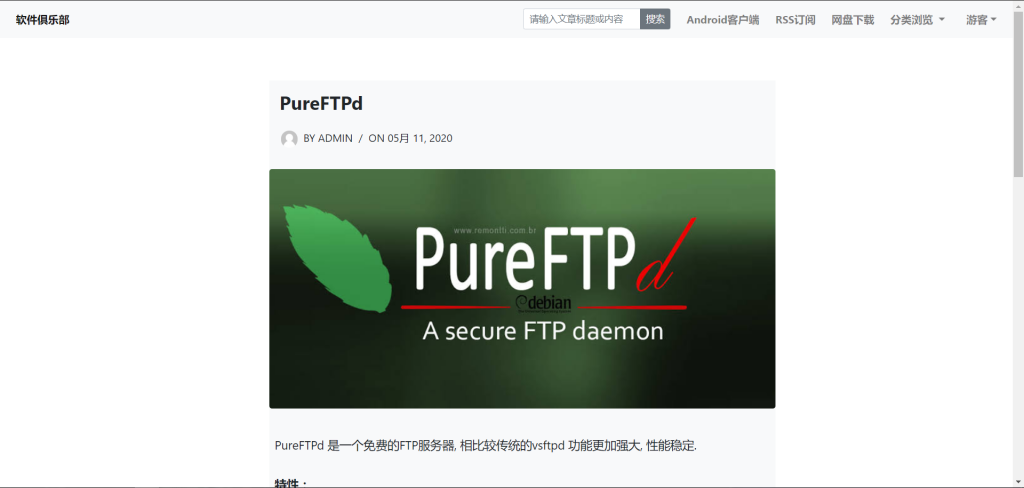 软件俱乐部
请输入文章标题或内容 搜索 Android客户端 RSS订阅 网盘下载 分类浏览 游客
PureFTPd
BY ADMIN / ON 05月 11, 2020
www.remontti.com.br
PureFTPd
debian
A secure FTP daemon
PureFTPd 是一个免费的FTP服务器, 相比较传统的vsftpd 功能更加强大, 性能稳定.
特性：